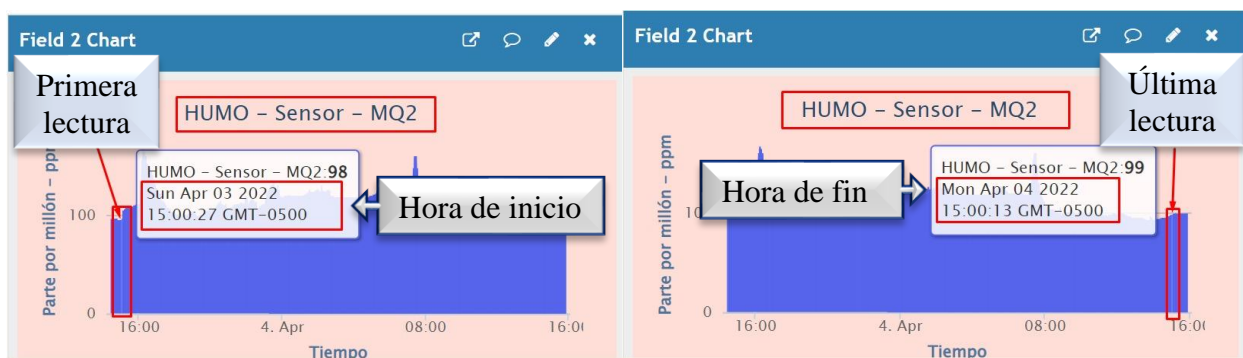 Field 2 Chart
Primera
lectura
HUMO – Sensor – MQ2
HUMO – Sensor – MQ2:98
Sun Apr 03 2022
15:00:27 GMT-0500
Hora de inicio
Parte por millón – ppm
100
0
16:00
4. Apr
08:00
Tiempo
Field 2 Chart
Última
lectura
HUMO – Sensor – MQ2
HUMO – Sensor – MQ2:99
Mon Apr 04 2022
15:00:13 GMT-0500
Hora de fin
Parte por millón – ppm
0
16:00
4. Apr
08:00
Tiempo